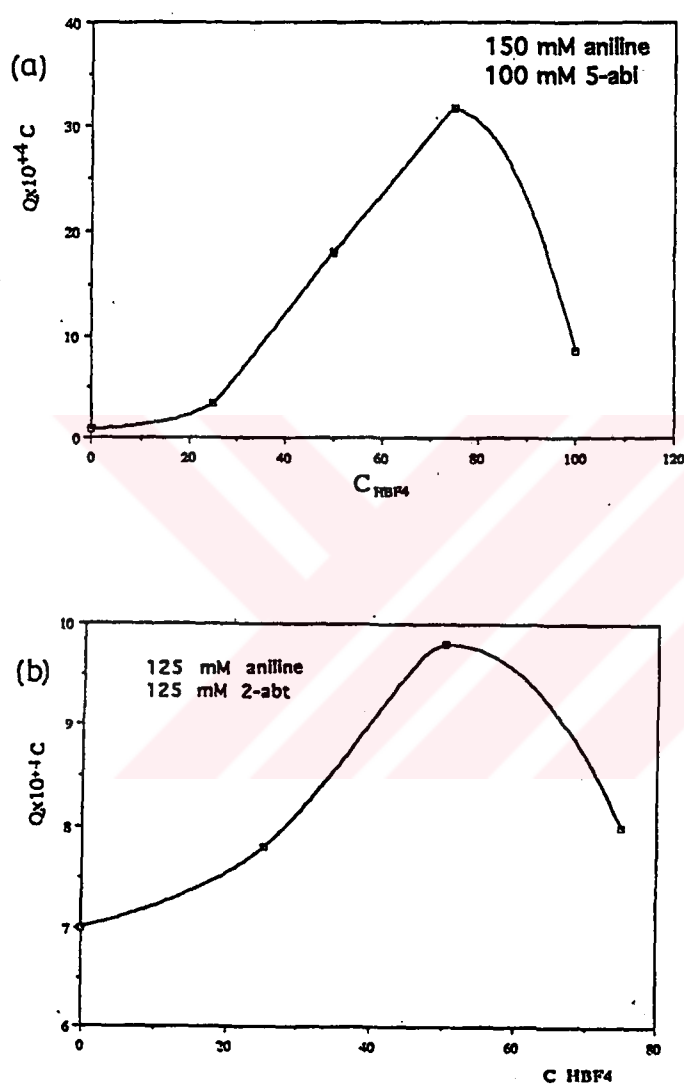 (a)
150 mM aniline
100 mM 5-abi
Qx10⁺⁴ C
40
30
20
10
0
0 20 40 60 80 100 120
C HBF4
(b)
125 mM aniline
125 mM 2-abt
Qx10⁺⁴ C
10
9
8
7
6
0 20 40 60 80
C HBF4